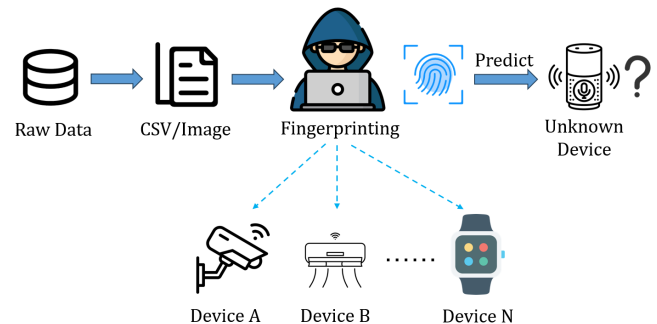 Raw Data
CSV/Image
Fingerprinting
Predict
?
Unknown
Device
......
Device A
Device B
Device N